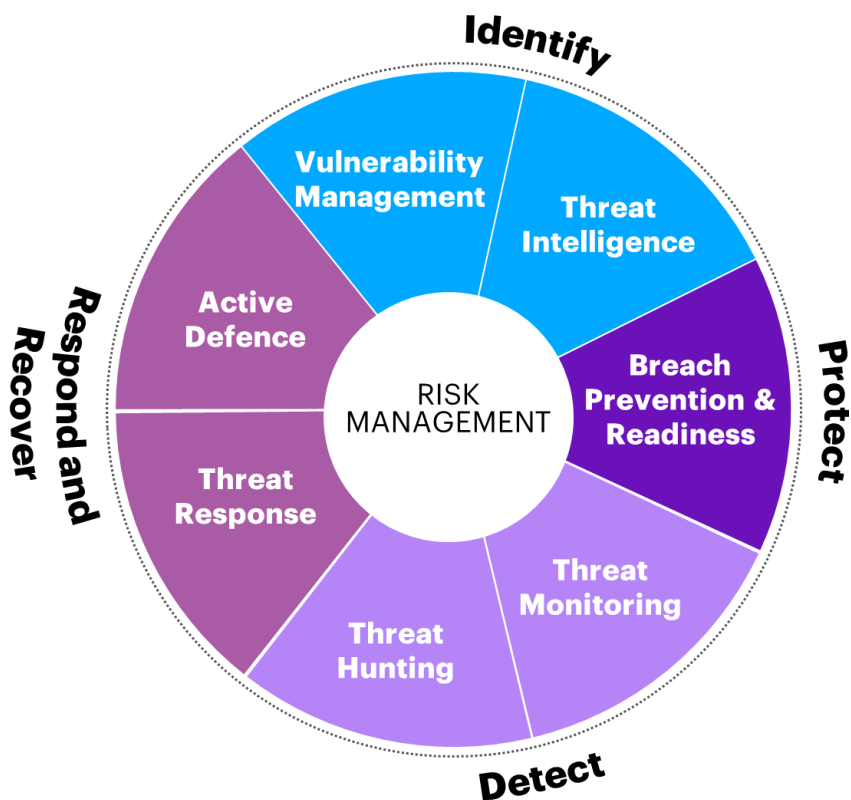 Identify
Vulnerability
Management
Threat
Intelligence
Active
Defence
Breach
Prevention &
Readiness
Protect
RISK
MANAGEMENT
Respond and
Recover
Threat
Response
Threat
Monitoring
Threat
Hunting
Detect